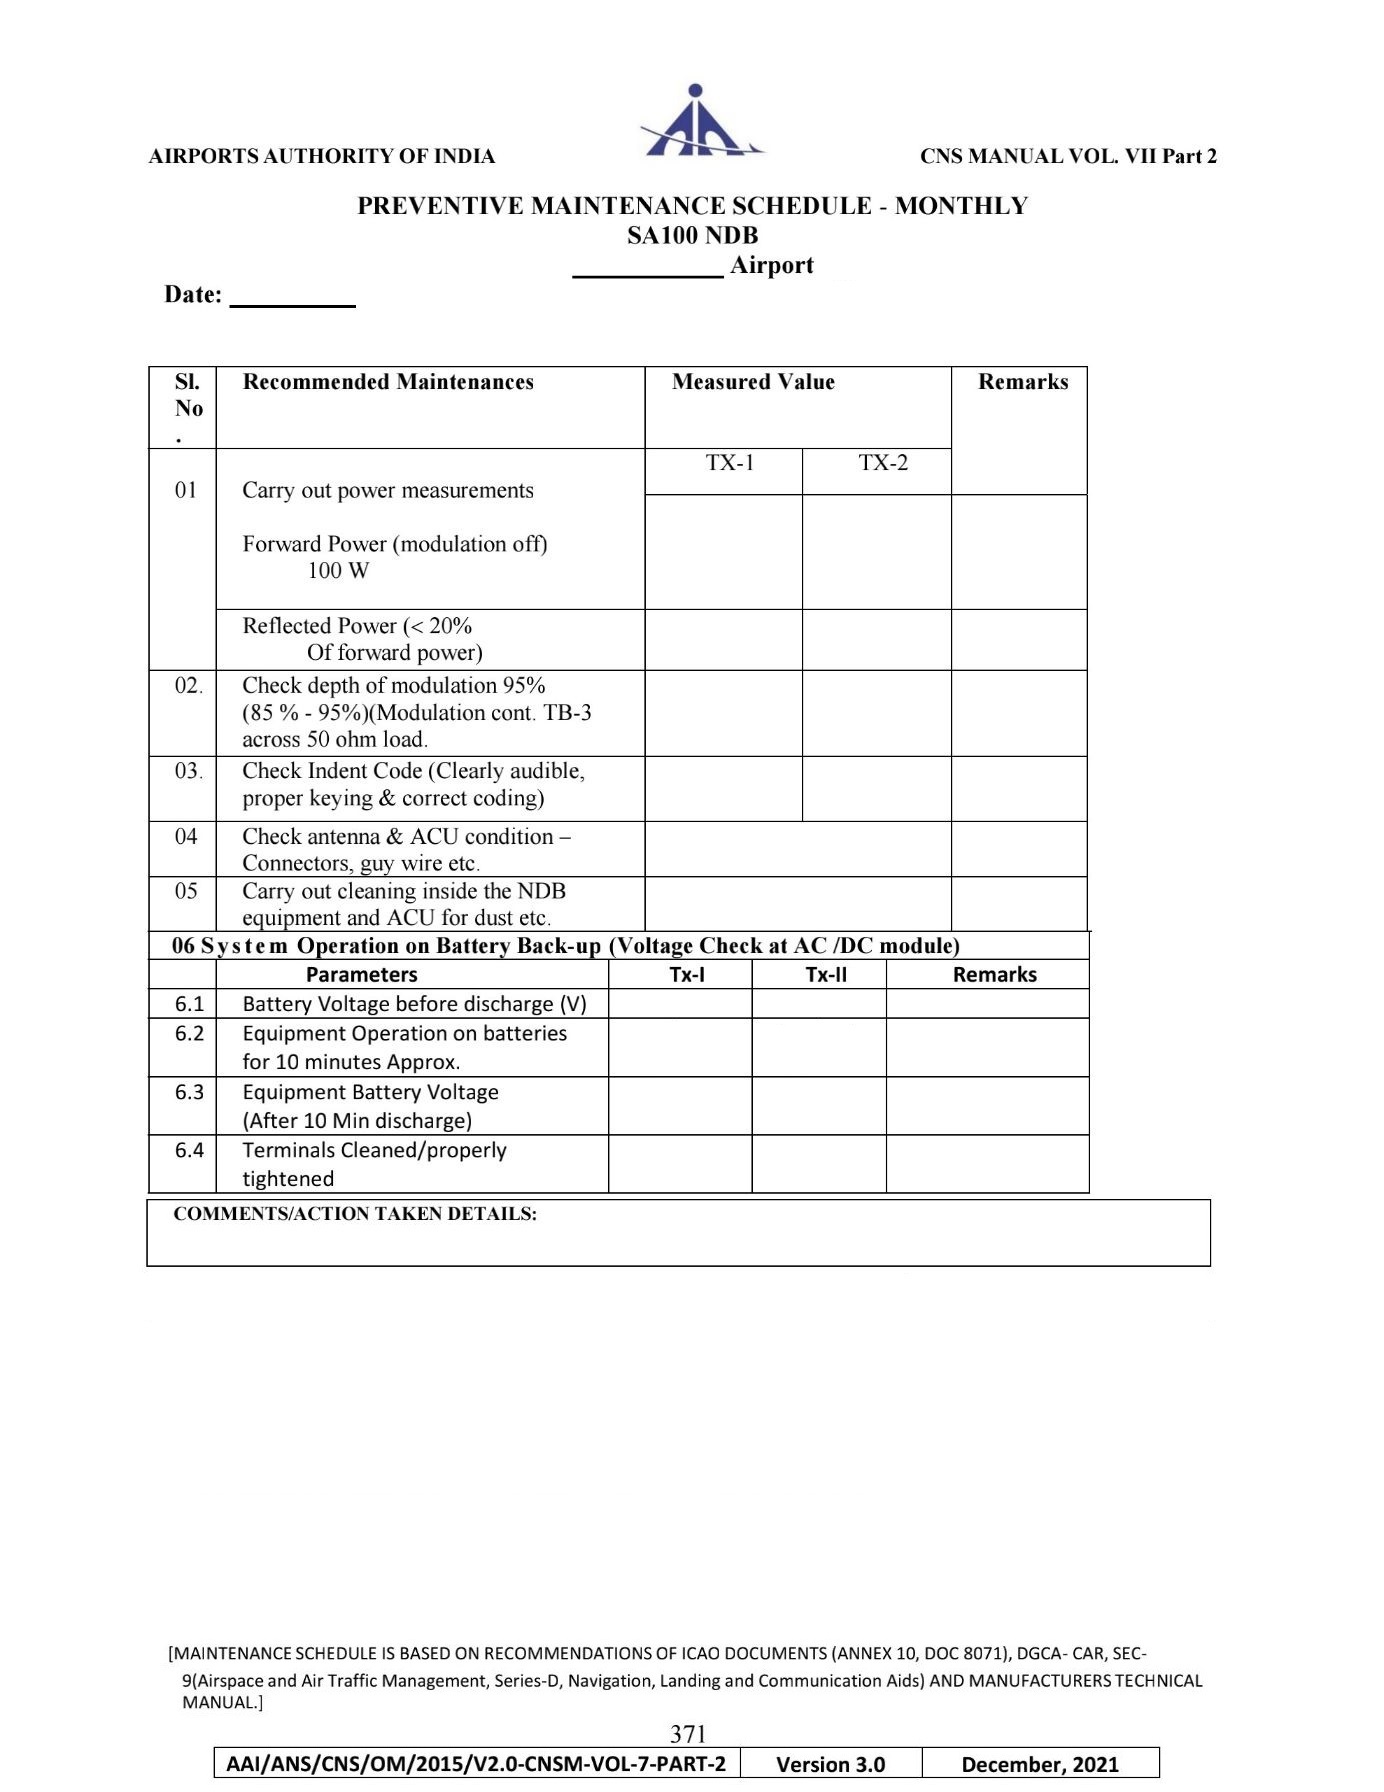 AIRPORTS AUTHORITY OF INDIA
CNS MANUAL VOL. VII Part 2
PREVENTIVE MAINTENANCE SCHEDULE - MONTHLY
SA100 NDB
____________ Airport
Date: __________
Sl. No . Recommended Maintenances Measured Value Remarks
TX-1 TX-2
01 Carry out power measurements
Forward Power (modulation off)
100 W
Reflected Power (< 20%
Of forward power)
02. Check depth of modulation 95%
(85 % - 95%)(Modulation cont. TB-3
across 50 ohm load.
03. Check Indent Code (Clearly audible,
proper keying & correct coding)
04 Check antenna & ACU condition –
Connectors, guy wire etc.
05 Carry out cleaning inside the NDB
equipment and ACU for dust etc.
06 System Operation on Battery Back-up (Voltage Check at AC /DC module)
Parameters Tx-I Tx-II Remarks
6.1 Battery Voltage before discharge (V)
6.2 Equipment Operation on batteries
for 10 minutes Approx.
6.3 Equipment Battery Voltage
(After 10 Min discharge)
6.4 Terminals Cleaned/properly
tightened
COMMENTS/ACTION TAKEN DETAILS:
[MAINTENANCE SCHEDULE IS BASED ON RECOMMENDATIONS OF ICAO DOCUMENTS (ANNEX 10, DOC 8071), DGCA- CAR, SEC-
9(Airspace and Air Traffic Management, Series-D, Navigation, Landing and Communication Aids) AND MANUFACTURERS TECHNICAL
MANUAL.]
371
AAI/ANS/CNS/OM/2015/V2.0-CNSM-VOL-7-PART-2 Version 3.0 December, 2021